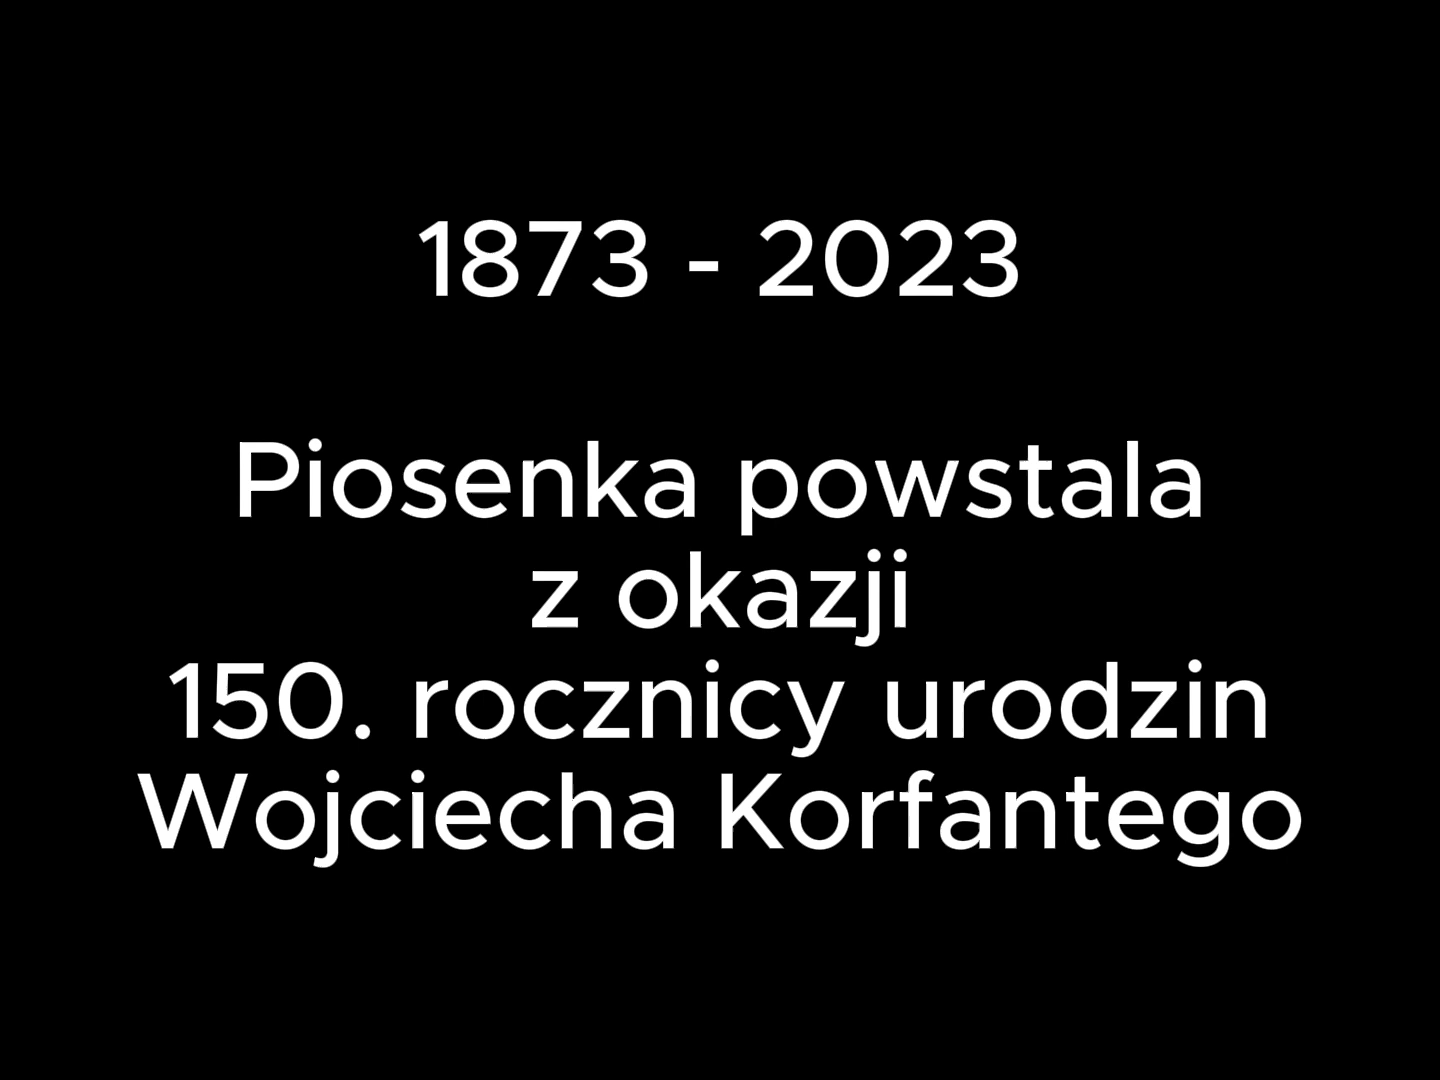 1873 - 2023
Piosenka powstala
z okazji
150. rocznicy urodzin
Wojciecha Korfantego